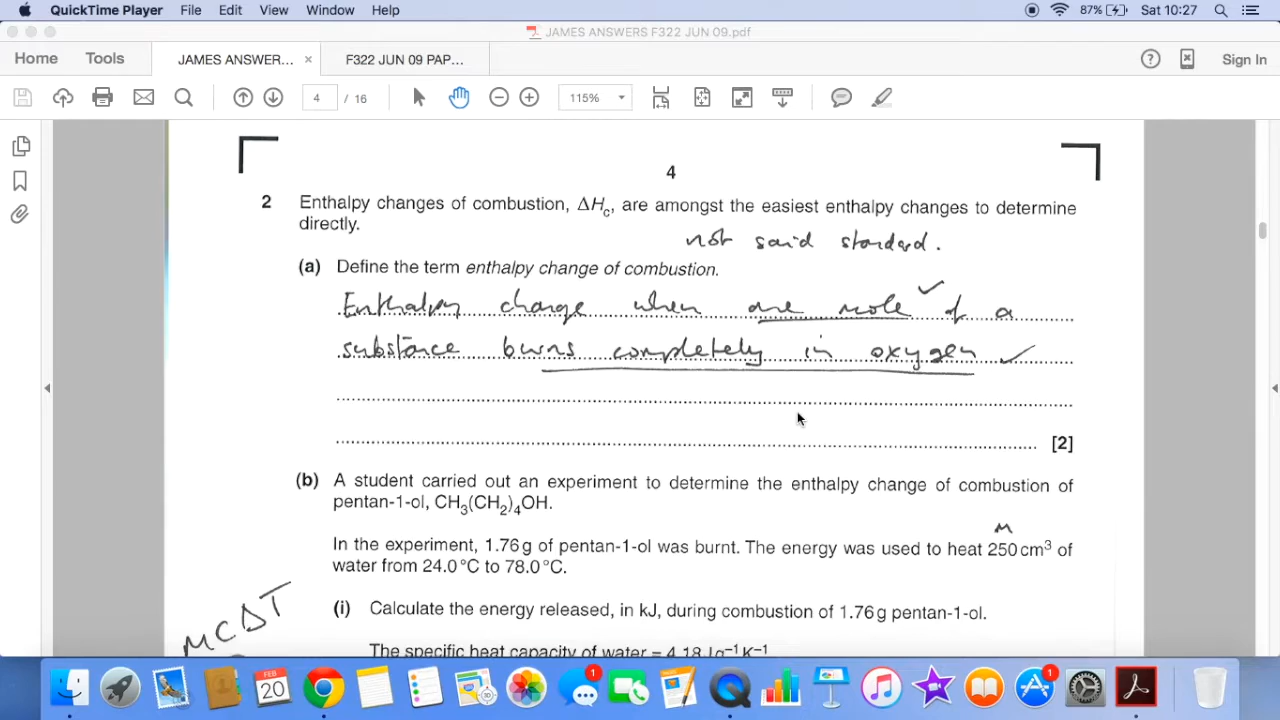 QuickTime Player File Edit View Window Help 87% Sat 10:27
JAMES ANSWERS F322 JUN 09.pdf
Home Tools JAMES ANSWER... × F322 JUN 09 PAP... Sign In
4 / 16 115%
4
2 Enthalpy changes of combustion, ΔHc, are amongst the easiest enthalpy changes to determine
directly.
not said standard.
(a) Define the term enthalpy change of combustion.
Enthalpy change when one mole ✓ of a
substance burns completely in oxygen ✓
[2]
(b) A student carried out an experiment to determine the enthalpy change of combustion of
pentan-1-ol, CH3(CH2)4OH.
M
In the experiment, 1.76 g of pentan-1-ol was burnt. The energy was used to heat 250 cm³ of
water from 24.0 °C to 78.0 °C.
(i) Calculate the energy released, in kJ, during combustion of 1.76 g pentan-1-ol.
MCΔT
The specific heat capacity of water = 4.18 J g⁻¹ K⁻¹
1 1
FEB
20